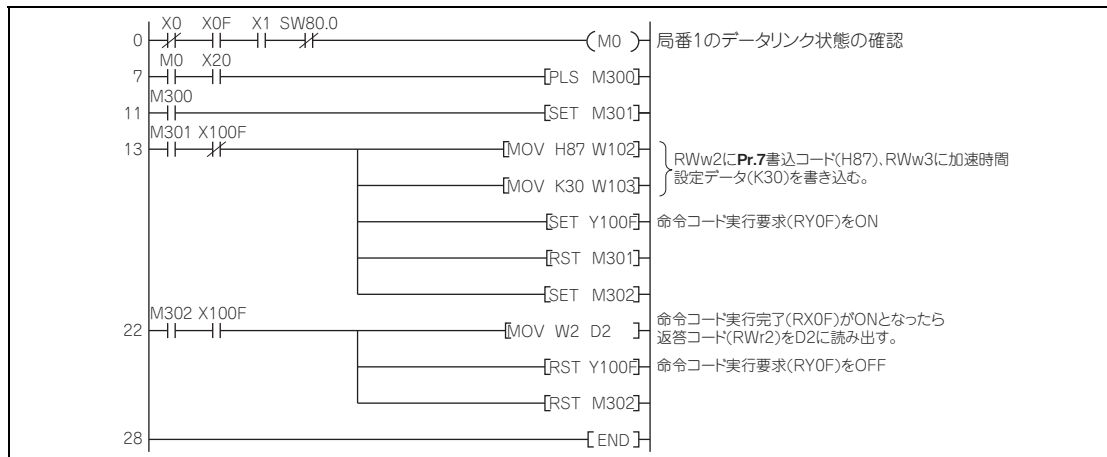 X0 X0F X1 SW80.0
0 M0 局番1のデータリンク状態の確認
M0 X20
7 PLS M300
M300
11 SET M301
M301 X100F
13 MOV H87 W102
RWw2にPr.7書込コード(H87)、RWw3に加速時間
設定データ(K30)を書き込む。
MOV K30 W103
SET Y100F 命令コード実行要求(RY0F)をON
RST M301
SET M302
M302 X100F
22 MOV W2 D2
命令コード実行完了(RX0F)がONとなったら
返答コード(RWr2)をD2に読み出す。
RST Y100F 命令コード実行要求(RY0F)をOFF
RST M302
28 END